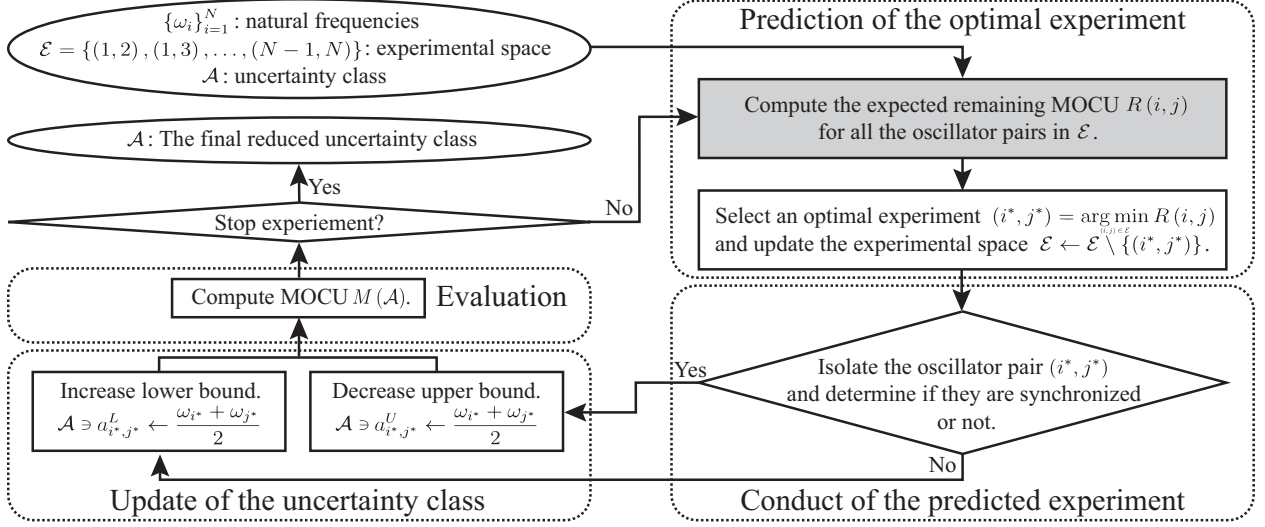 {ω_i}_{i=1}^N : natural frequencies
ℰ = {(1, 2) , (1, 3) , . . . , (N − 1, N)} : experimental space
𝒜 : uncertainty class
Prediction of the optimal experiment
Compute the expected remaining MOCU R (i, j)
for all the oscillator pairs in ℰ.
𝒜 : The final reduced uncertainty class
Yes
No
Stop experiement?
Select an optimal experiment (i*, j*) = arg min R (i, j)
(i,j)∈ℰ
and update the experimental space ℰ ← ℰ \ {(i*, j*)}.
Compute MOCU M (𝒜).
Evaluation
Isolate the oscillator pair (i*, j*)
and determine if they are synchronized
or not.
Yes
No
Increase lower bound.
𝒜 ∋ a^L_{i*,j*} ← (ω_{i*} + ω_{j*})/2
Decrease upper bound.
𝒜 ∋ a^U_{i*,j*} ← (ω_{i*} + ω_{j*})/2
Update of the uncertainty class
Conduct of the predicted experiment